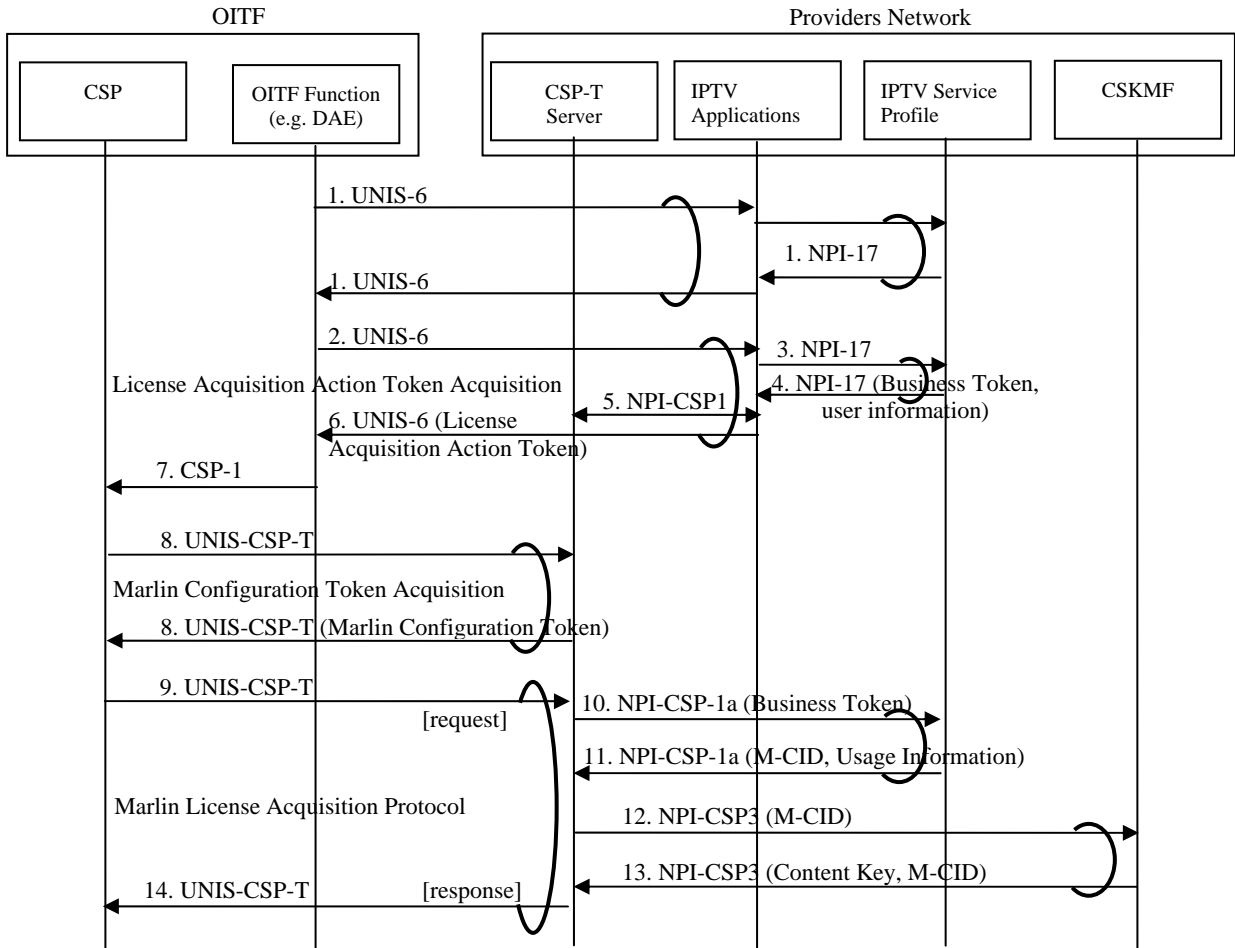 OITF
Providers Network
CSP
OITF Function
(e.g. DAE)
CSP-T
Server
IPTV
Applications
IPTV Service
Profile
CSKMF
1. UNIS-6
1. NPI-17
1. UNIS-6
2. UNIS-6
3. NPI-17
License Acquisition Action Token Acquisition
4. NPI-17 (Business Token,
user information)
5. NPI-CSP1
6. UNIS-6 (License
Acquisition Action Token)
7. CSP-1
8. UNIS-CSP-T
Marlin Configuration Token Acquisition
8. UNIS-CSP-T (Marlin Configuration Token)
9. UNIS-CSP-T
[request]
10. NPI-CSP-1a (Business Token)
11. NPI-CSP-1a (M-CID, Usage Information)
Marlin License Acquisition Protocol
12. NPI-CSP3 (M-CID)
13. NPI-CSP3 (Content Key, M-CID)
14. UNIS-CSP-T
[response]